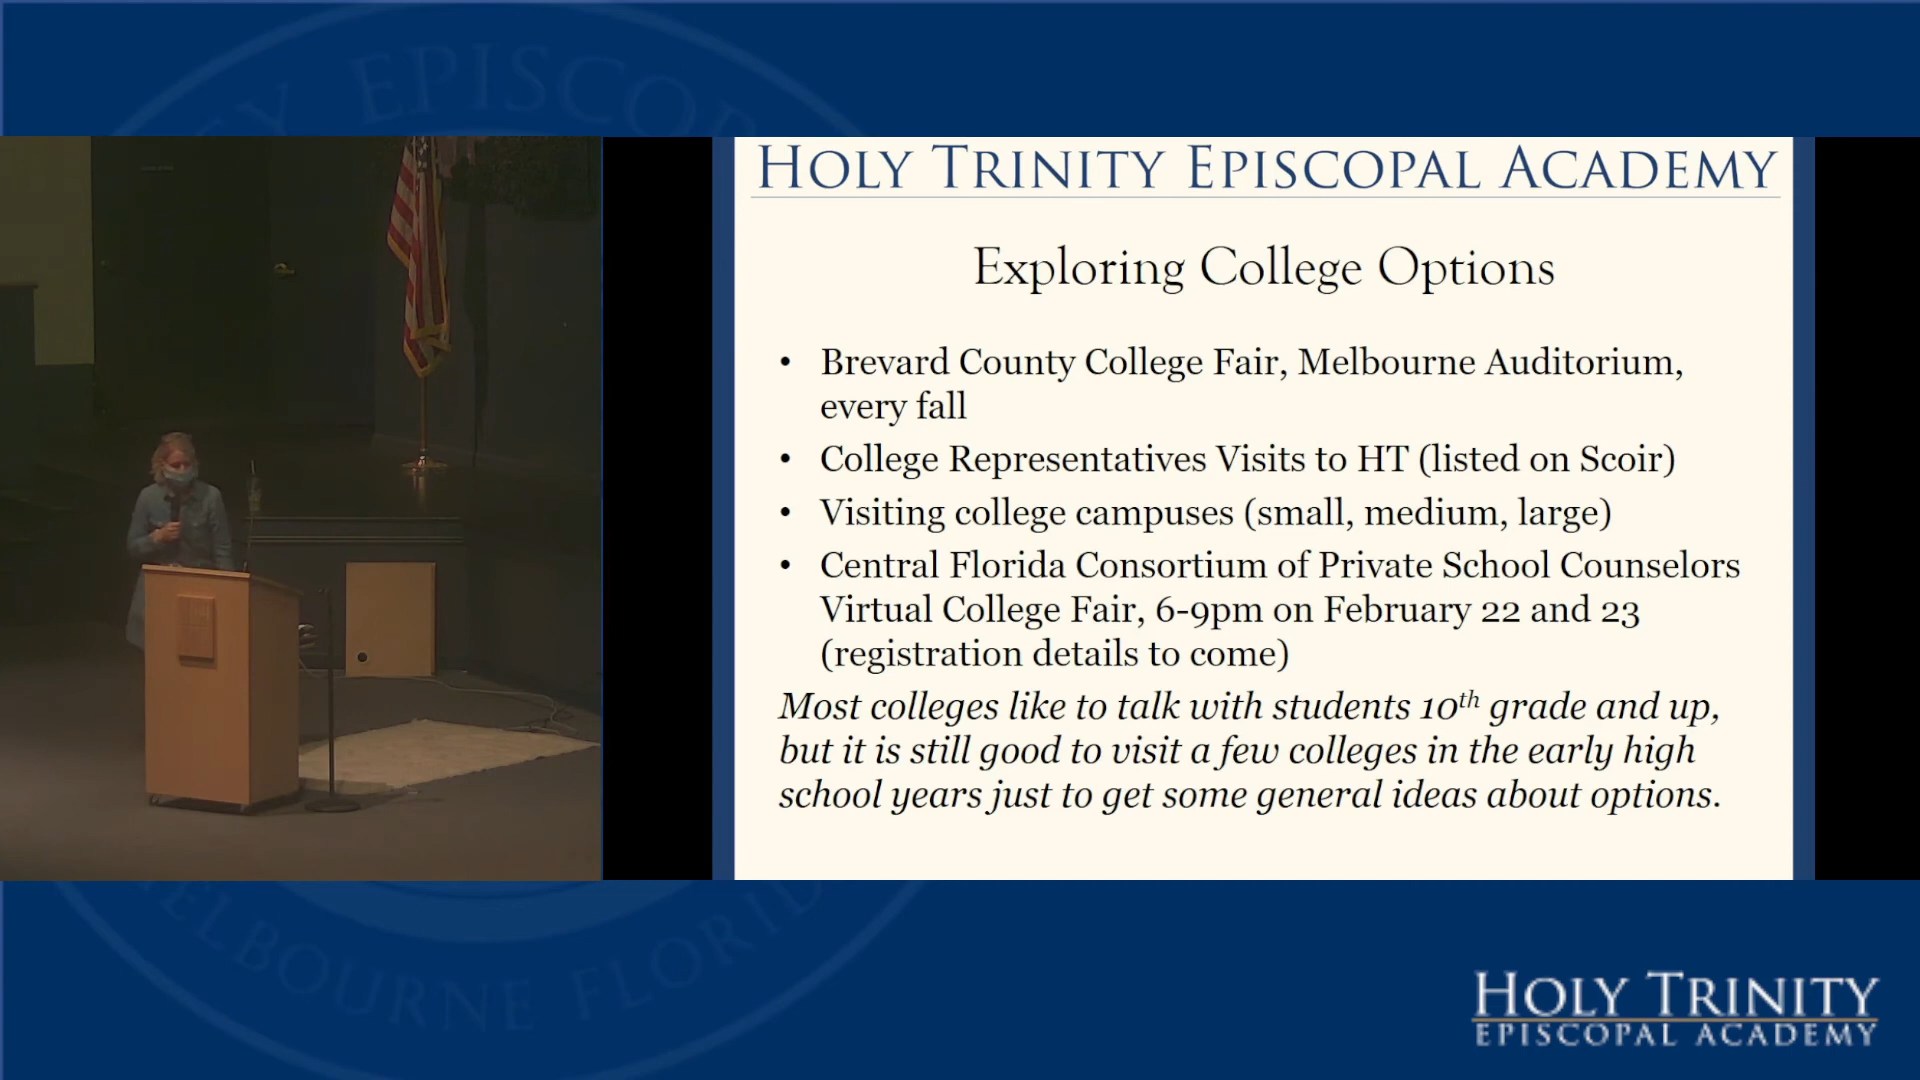 EPISCOP
HOLY TRINITY EPISCOPAL ACADEMY
Exploring College Options
• Brevard County College Fair, Melbourne Auditorium,
every fall
• College Representatives Visits to HT (listed on Scoir)
• Visiting college campuses (small, medium, large)
• Central Florida Consortium of Private School Counselors
Virtual College Fair, 6-9pm on February 22 and 23
(registration details to come)
Most colleges like to talk with students 10th grade and up,
but it is still good to visit a few colleges in the early high
school years just to get some general ideas about options.
ELBOURNE FLORID
HOLY TRINITY
EPISCOPAL ACADEMY